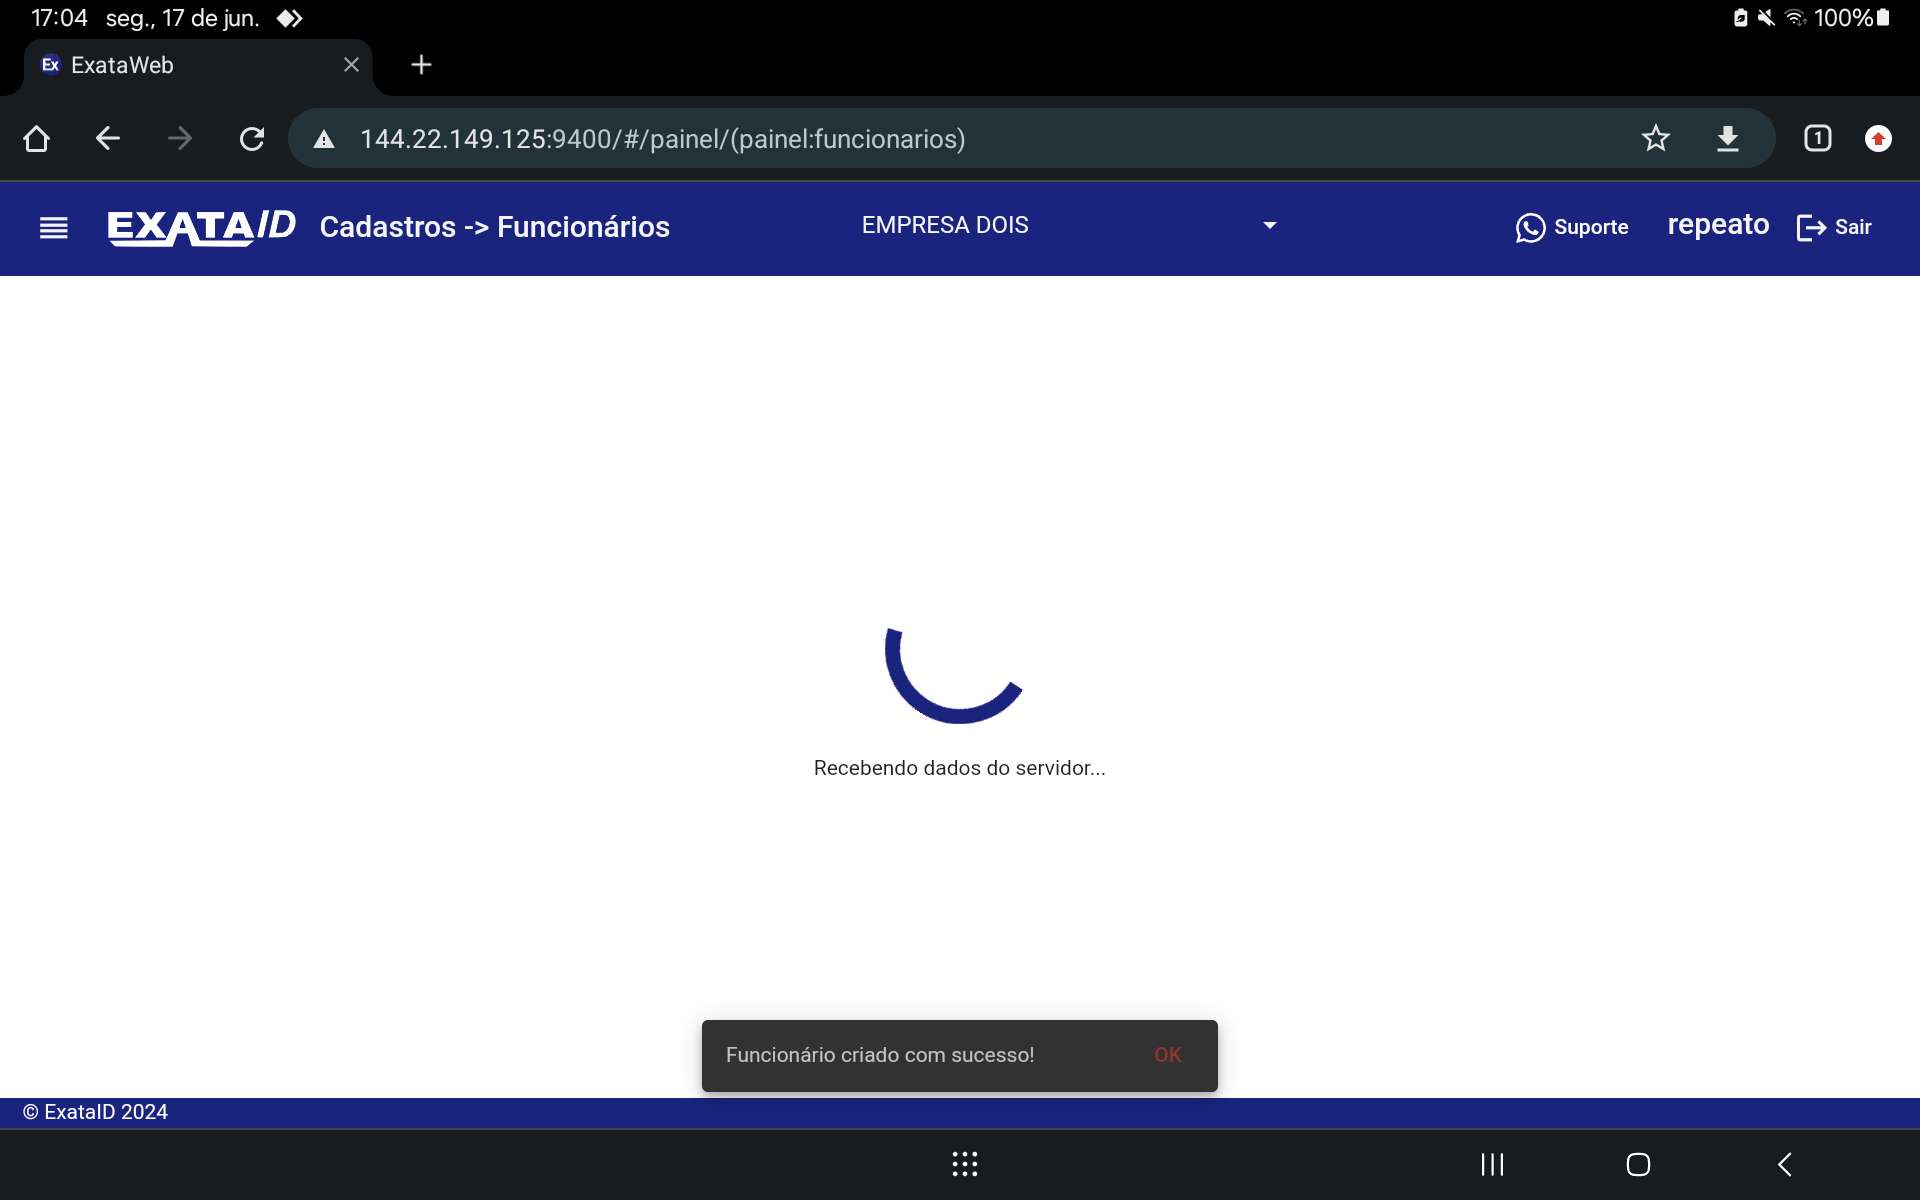 17:04 seg., 17 de jun. 100%
Ex ExataWeb
144.22.149.125:9400/#/painel/(painel:funcionarios) 1
EXATAID Cadastros -> Funcionários EMPRESA DOIS Suporte repeato Sair
Recebendo dados do servidor...
Funcionário criado com sucesso! OK
© ExataID 2024